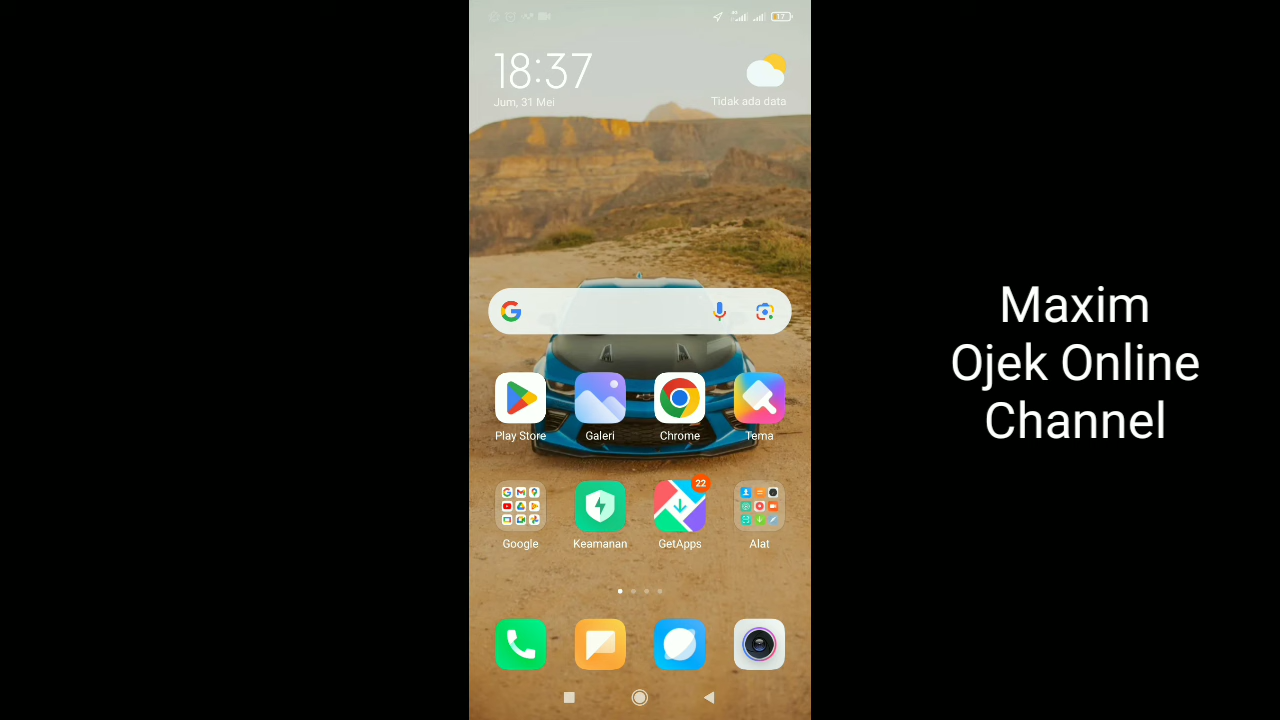 18:37
Jum, 31 Mei
Tidak ada data
Play Store
Galeri
Chrome
Tema
22
Google
Keamanan
GetApps
Alat
Maxim
Ojek Online
Channel